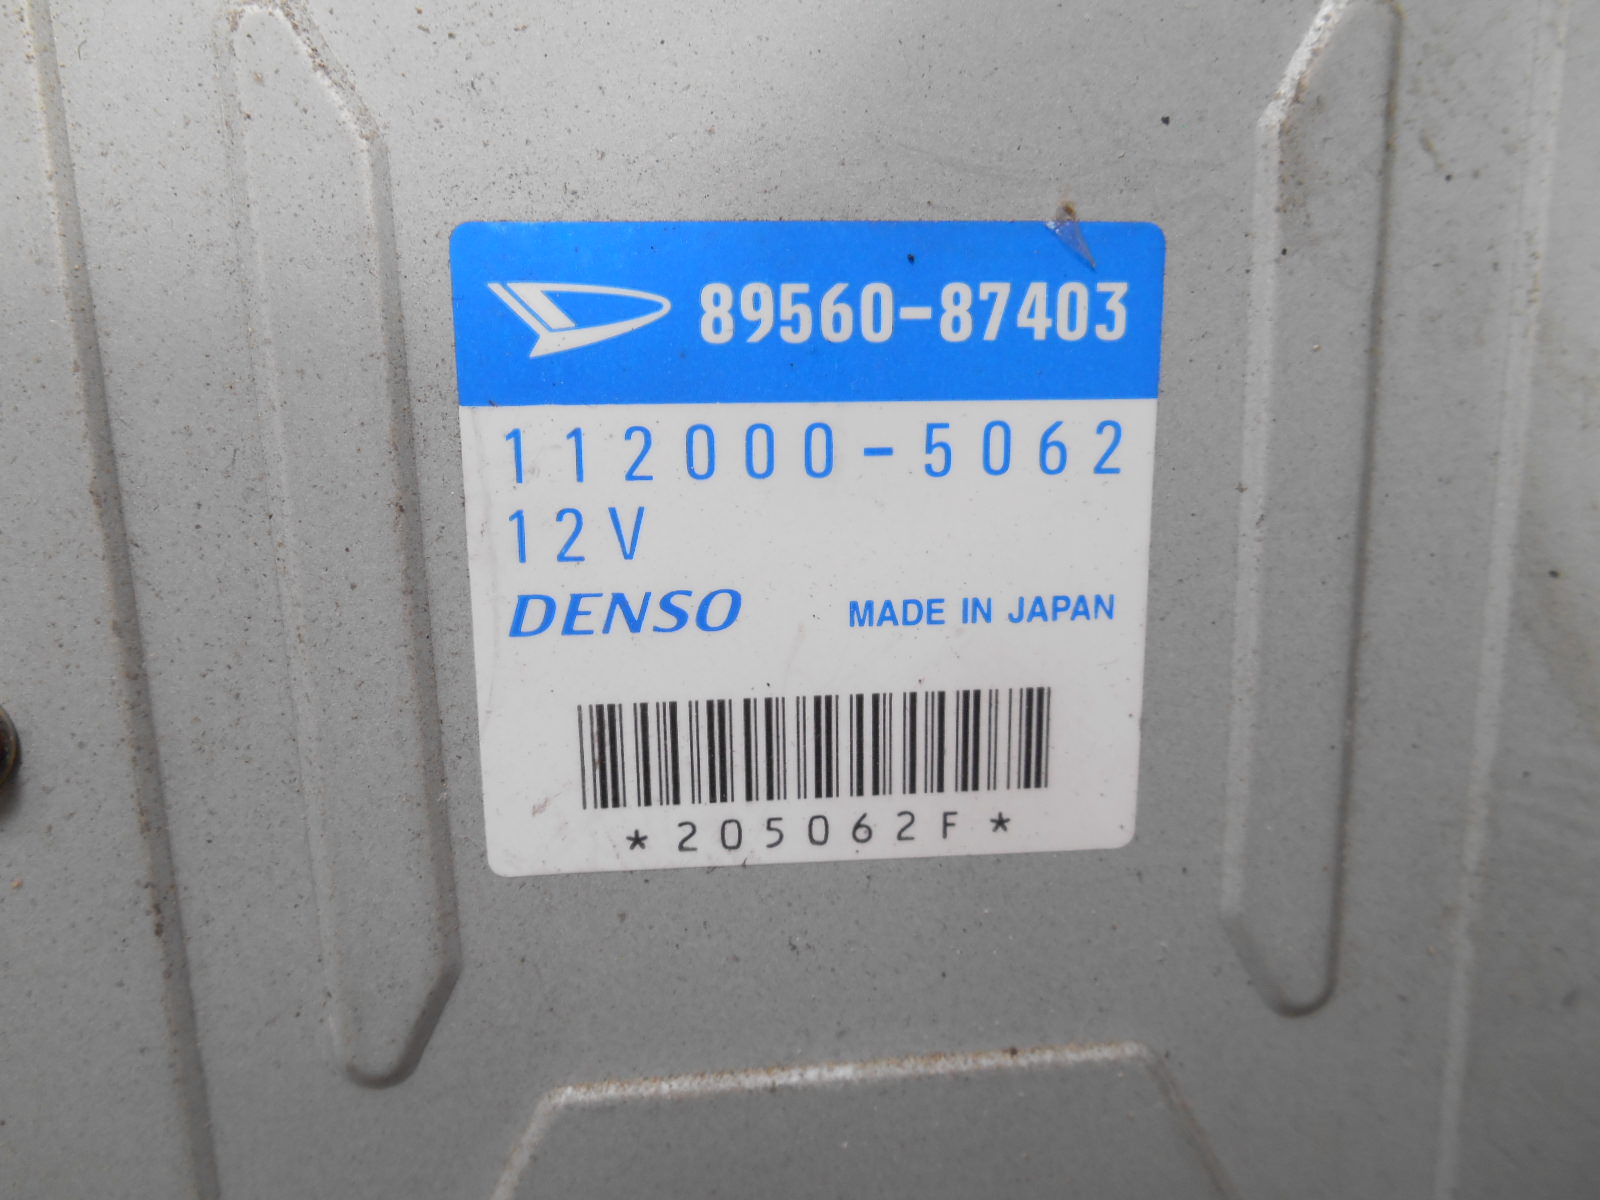 89560-87403
112000-5062
12V
DENSO MADE IN JAPAN
*205062F*